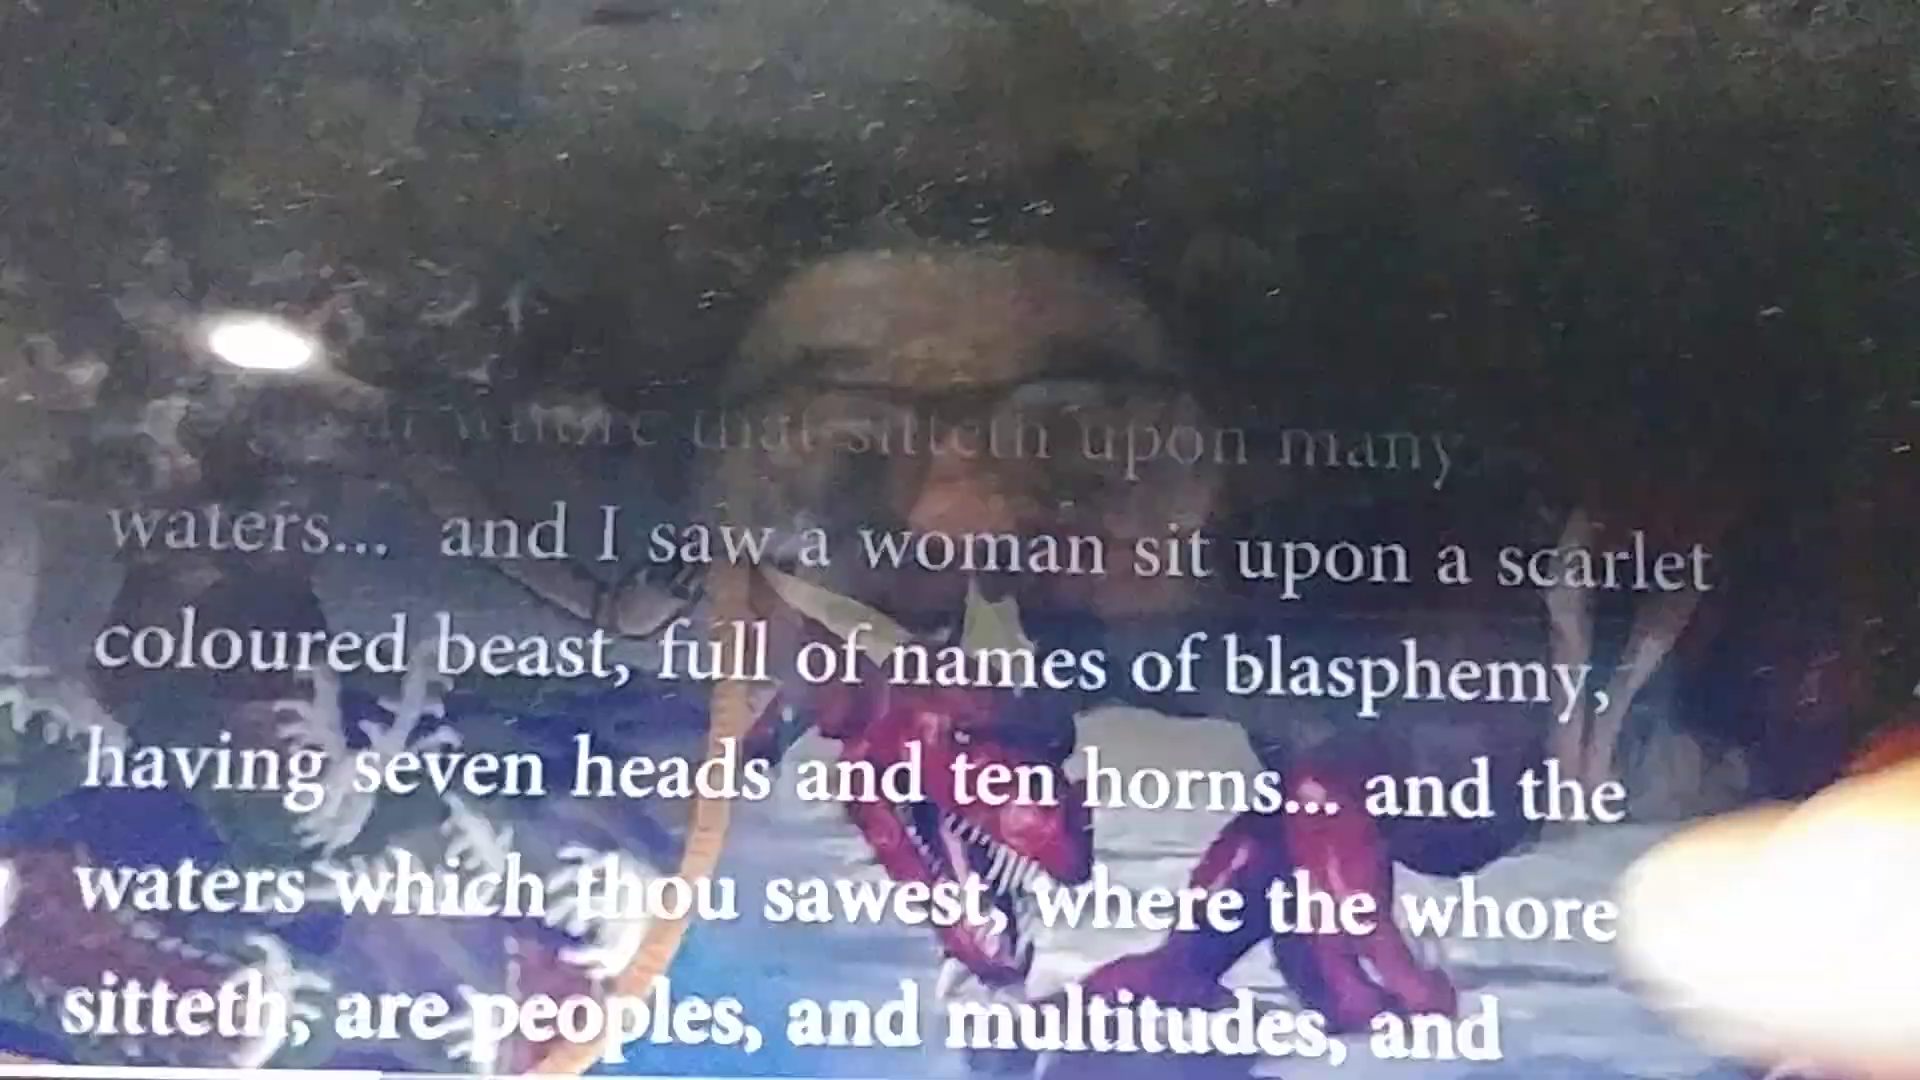 great whore that sitteth upon many
waters... and I saw a woman sit upon a scarlet
coloured beast, full of names of blasphemy,
having seven heads and ten horns... and the
waters which thou sawest, where the whore
sitteth, are peoples, and multitudes, and